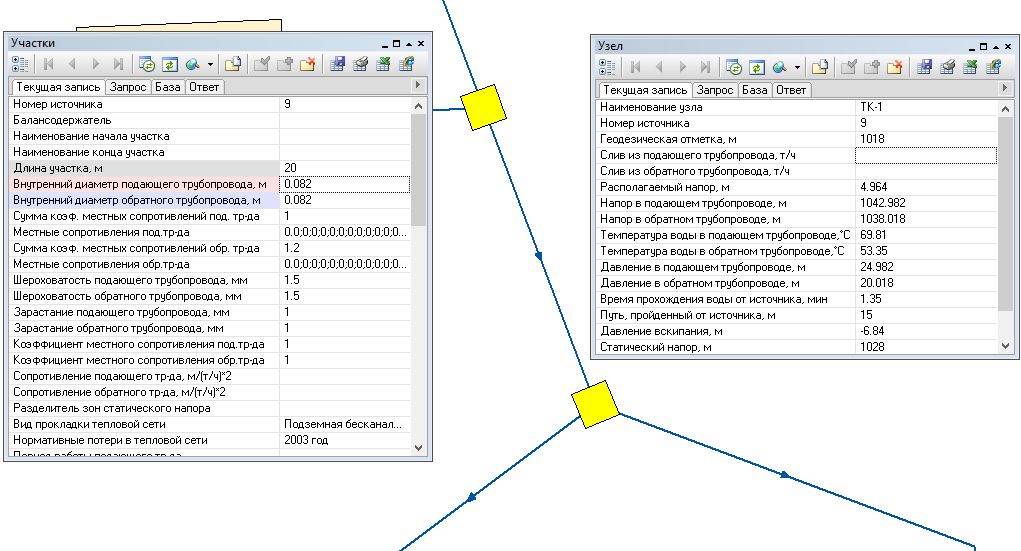 Участки
Текущая запись Запрос База Ответ
Номер источника 9
Балансодержатель
Наименование начала участка
Наименование конца участка
Длина участка, м 20
Внутренний диаметр подающего трубопровода, м 0.082
Внутренний диаметр обратного трубопровода, м 0.082
Сумма коэф. местных сопротивлений под. тр-да 1
Местные сопротивления под.тр-да 0.0;0;0;0;0;0;0;0;0;0;0;0...
Сумма коэф. местных сопротивлений обр. тр-да 1.2
Местные сопротивления обр.тр-да 0.0;0;0;0;0;0;0;0;0;0;0;0...
Шероховатость подающего трубопровода, мм 1.5
Шероховатость обратного трубопровода, мм 1.5
Зарастание подающего трубопровода, мм 1
Зарастание обратного трубопровода, мм 1
Коэффициент местного сопротивления под.тр-да 1
Коэффициент местного сопротивления обр.тр-да 1
Сопротивление подающего тр-да, м/(т/ч)*2
Сопротивление обратного тр-да, м/(т/ч)*2
Разделитель зон статического напора
Вид прокладки тепловой сети Подземная бесканал...
Нормативные потери в тепловой сети 2003 год
Узел
Текущая запись Запрос База Ответ
Наименование узла ТК-1
Номер источника 9
Геодезическая отметка, м 1018
Слив из подающего трубопровода, т/ч
Слив из обратного трубопровода, т/ч
Располагаемый напор, м 4.964
Напор в подающем трубопроводе, м 1042.982
Напор в обратном трубопроводе, м 1038.018
Температура воды в подающем трубопроводе,°С 69.81
Температура воды в обратном трубопроводе,°С 53.35
Давление в подающем трубопроводе, м 24.982
Давление в обратном трубопроводе, м 20.018
Время прохождения воды от источника, мин 1.35
Путь, пройденный от источника, м 15
Давление вскипания, м -6.84
Статический напор, м 1028